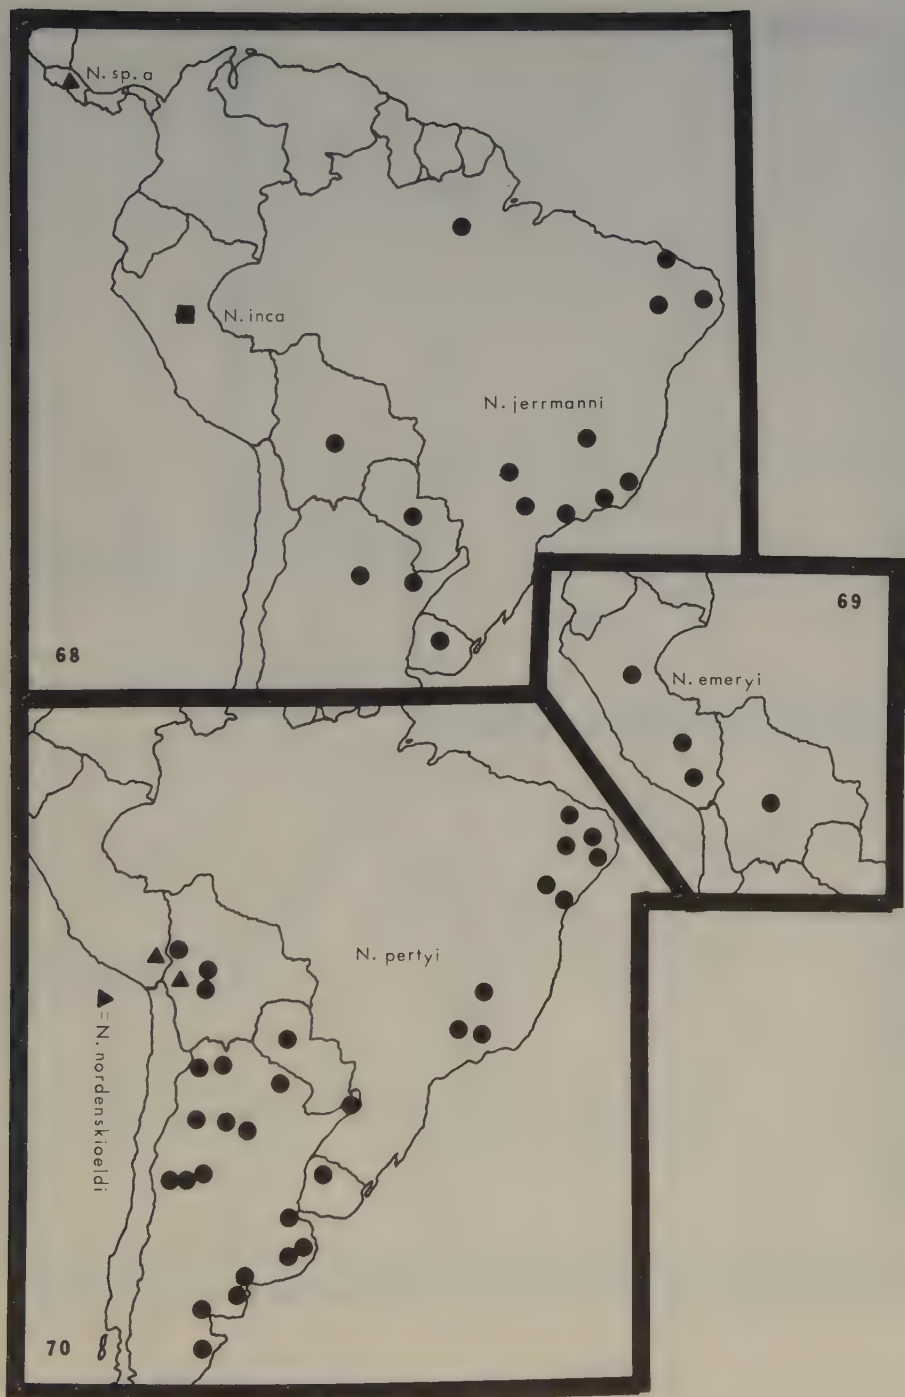 N. sp. a
N. inca
N. jerrmanni
68
69
N. emeryi
N. pertyi
▲ = N. nordenskioeldi
70